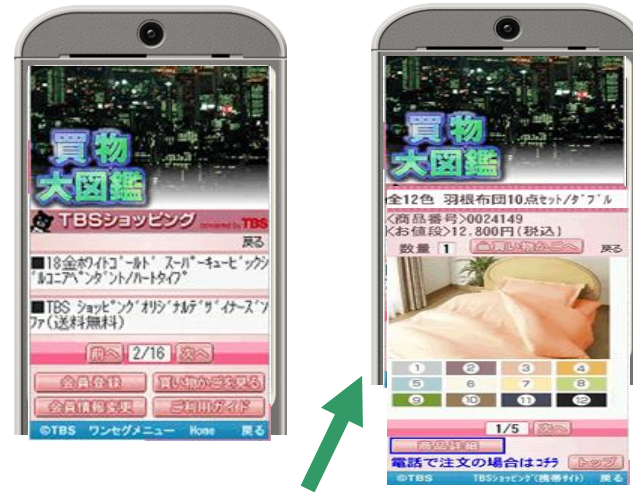 買物
大図鑑
TBSショッピング powered by TBS
戻る
■18金ホワイトゴールド スーパーキュービックジ
ルコニアペンダント/ハートタイプ
■TBS ショッピングオリジナルデザイナーズソ
ファ(送料無料)
前へ 2/16 次へ
会員登録 買い物かごを見る
会員情報変更 ご利用ガイド
©TBS ワンセグメニュー Home 戻る
買物
大図鑑
全12色 羽根布団10点セット/ダブル
<商品番号>0024149
<お値段>12.800円(税込)
数量 1 買い物かごへ 戻る
1 2 3 4
5 6 7 8
9 10 11 12
1/5 次へ
商品詳細
電話で注文の場合はコチラ トップ
©TBS TBSショッピング(携帯サイト) 戻る